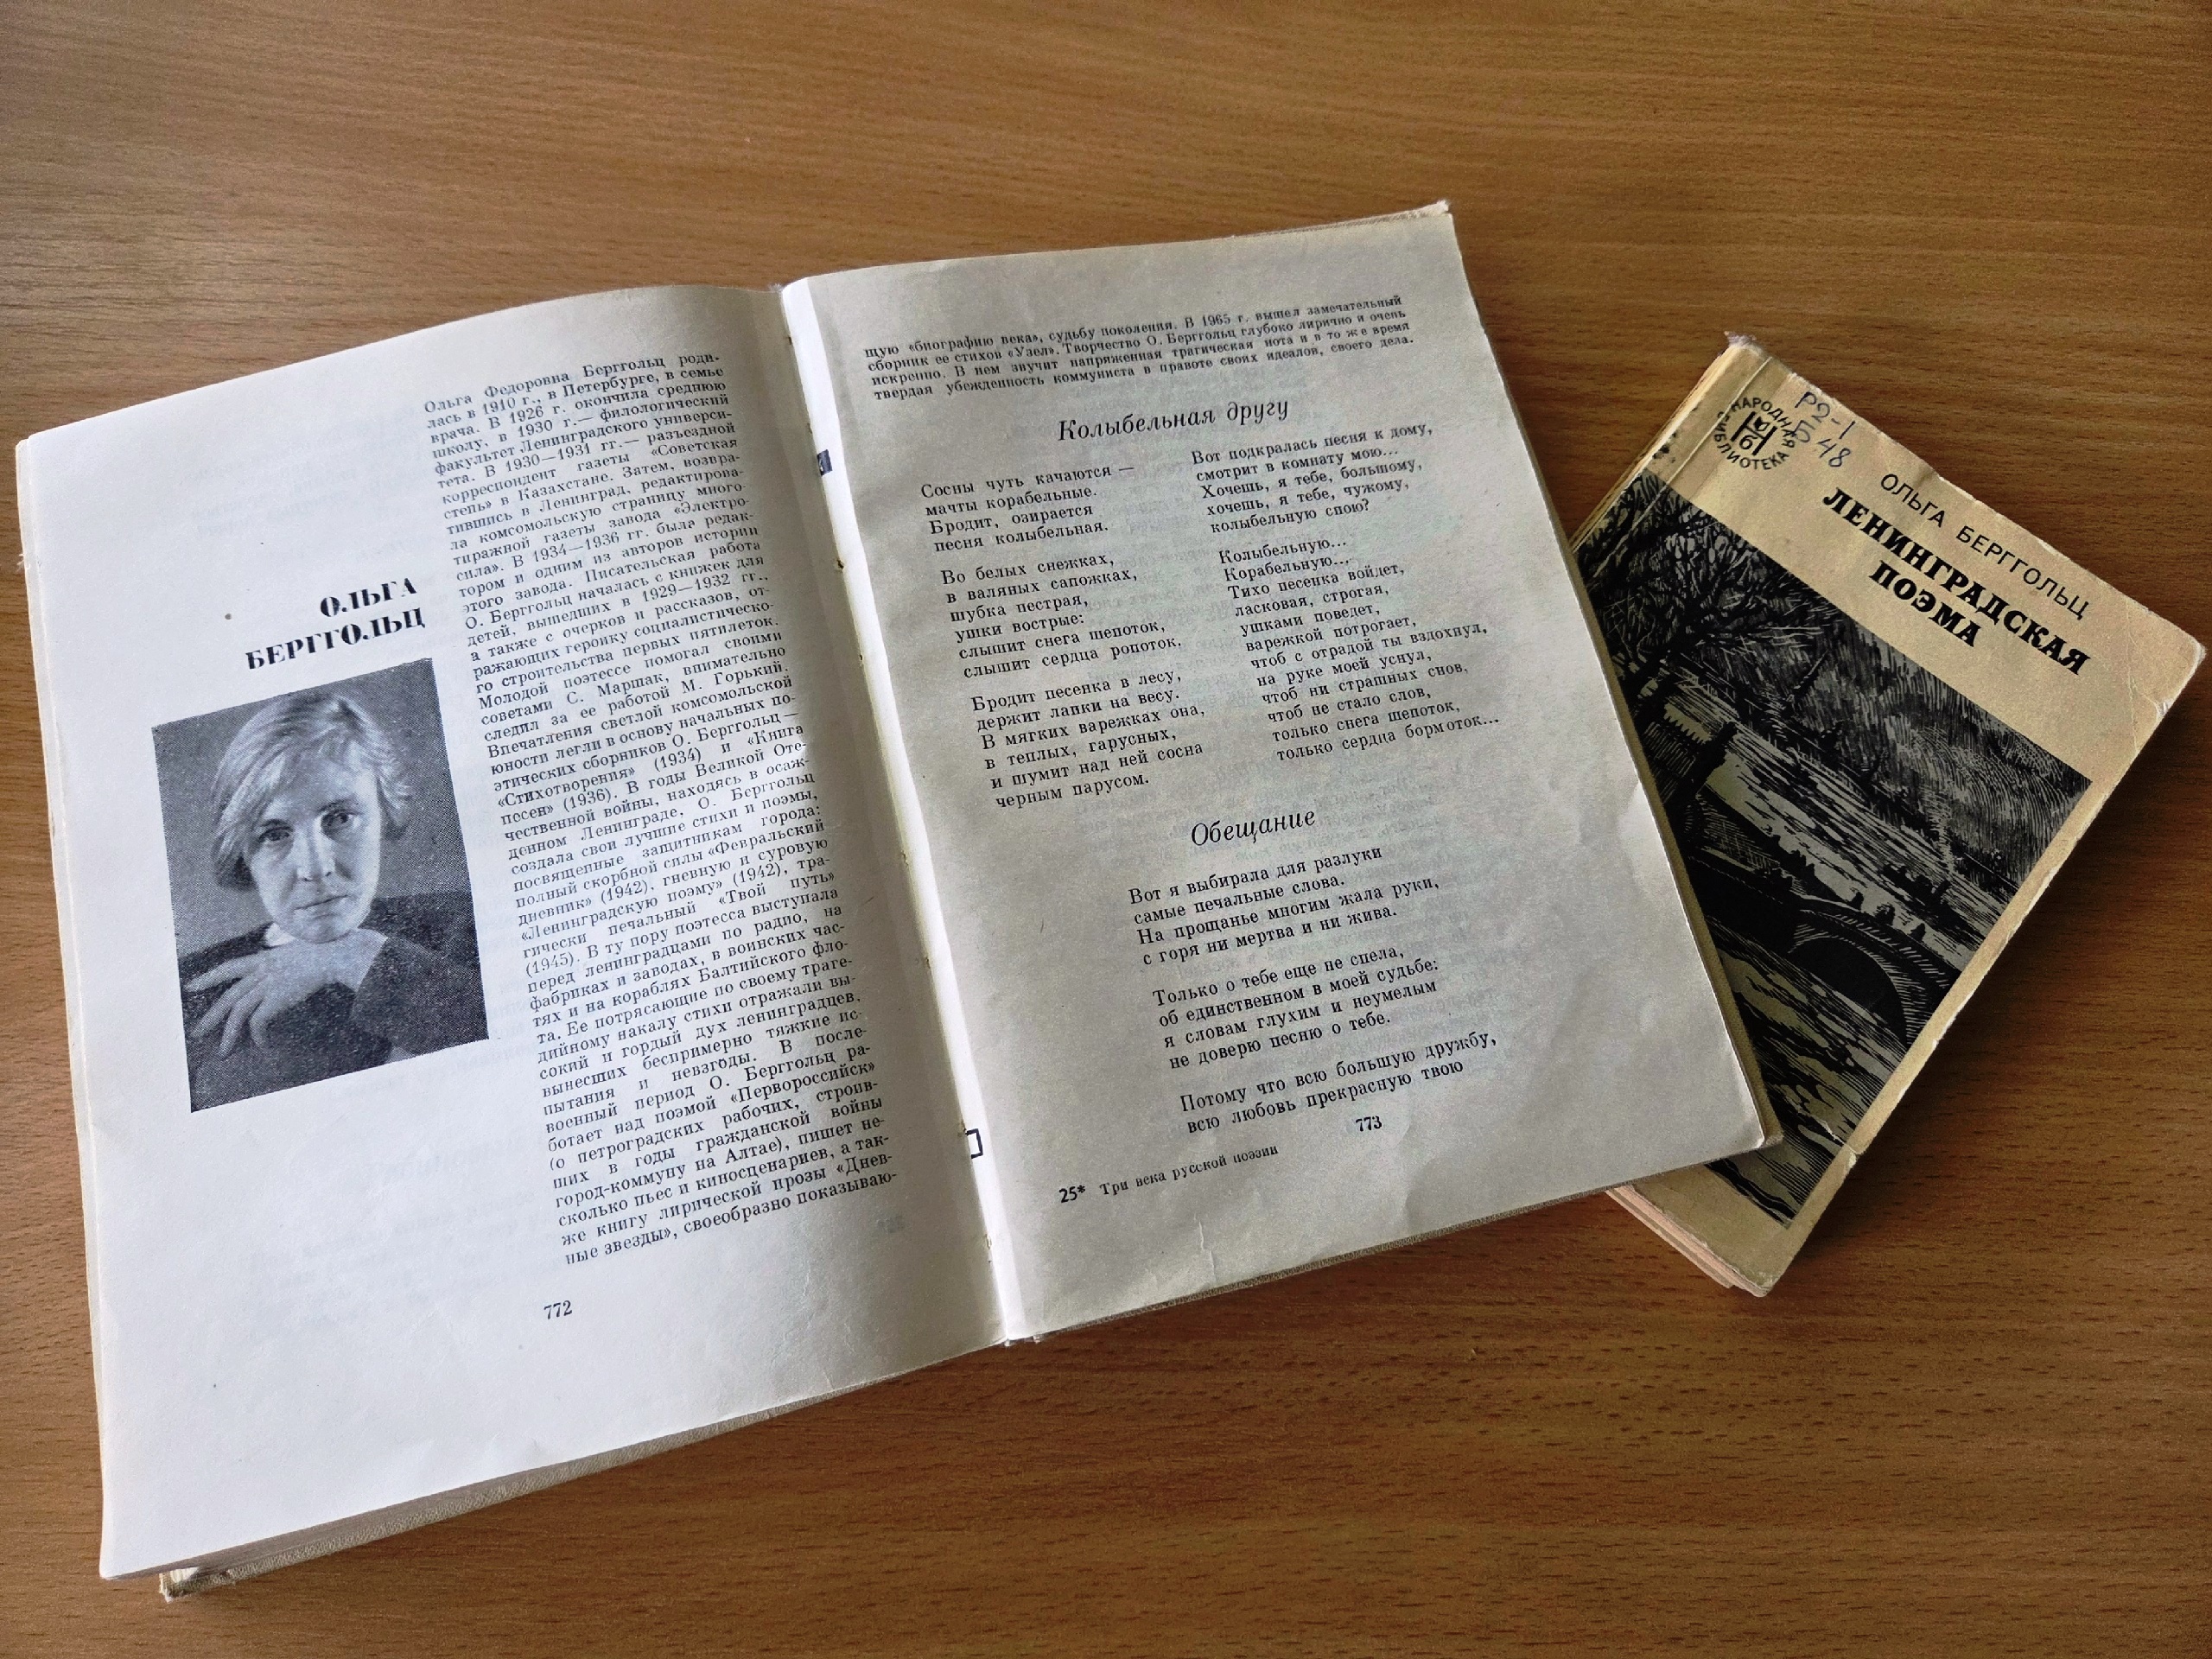 ОЛЬГА
БЕРГГОЛЬЦ
Ольга Федоровна Берггольц роди-
лась в 1910 г., в Петербурге, в семье
врача. В 1926 г. окончила среднюю
школу, в 1930 г.— филологический
факультет Ленинградского универси-
тета. В 1930—1931 гг.— разъездной
корреспондент газеты «Советская
степь» в Казахстане. Затем, возвра-
тившись в Ленинград, редактирова-
ла комсомольскую страницу много-
тиражной газеты завода «Электро-
сила». В 1934—1936 гг. была редак-
тором и одним из авторов истории
этого завода. Писательская работа
О. Берггольц началась с книжек для
детей, вышедших в 1929—1932 гг.,
а также с очерков и рассказов, от-
ражающих героику социалистическо-
го строительства первых пятилеток.
Молодой поэтессе помогал своими
советами С. Маршак, внимательно
следил за ее работой М. Горький.
Впечатления светлой комсомольской
юности легли в основу начальных по-
этических сборников О. Берггольц —
«Стихотворения» (1934) и «Книга
песен» (1936). В годы Великой Оте-
чественной войны, находясь в осаж-
денном Ленинграде, О. Берггольц
создала свои лучшие стихи и поэмы,
посвященные защитникам города:
полный скорбной силы «Февральский
дневник» (1942), гневную и суровую
«Ленинградскую поэму» (1942), тра-
гически печальный «Твой путь»
(1945). В ту пору поэтесса выступала
перед ленинградцами по радио, на
фабриках и заводах, в воинских час-
тях и на кораблях Балтийского фло-
та. Ее потрясающие по своему траге-
дийному накалу стихи отражали вы-
сокий и гордый дух ленинградцев,
вынесших беспримерно тяжкие ис-
пытания и невзгоды. В после-
военный период О. Берггольц ра-
ботает над поэмой «Первороссийск»
(о петроградских рабочих, строив-
ших в годы гражданской войны
город-коммуну на Алтае), пишет не-
сколько пьес и киносценариев, а так-
же книгу лирической прозы «Днев-
ные звезды», своеобразно показываю-
772
щую «биографию века», судьбу поколения. В 1965 г. вышел замечательный
сборник ее стихов «Узел». Творчество О. Берггольц глубоко лирично и очень
искренно. В нем звучит напряженная трагическая нота и в то же время
твердая убежденность коммуниста в правоте своих идеалов, своего дела.
Колыбельная другу
Сосны чуть качаются —
мачты корабельные.
Бродит, озирается
песня колыбельная.
Во белых снежках,
в валяных сапожках,
шубка пестрая,
ушки вострые:
слышит снега шепоток,
слышит сердца ропоток.
Бродит песенка в лесу,
держит лапки на весу.
В мягких варежках она,
в теплых, гарусных,
и шумит над ней сосна
черным парусом.
Вот подкралась песня к дому,
смотрит в комнату мою...
Хочешь, я тебе, большому,
хочешь, я тебе, чужому,
колыбельную спою?
Колыбельную...
Корабельную...
Тихо песенка войдет,
ласковая, строгая,
ушками поведет,
варежкой потрогает,
чтоб с отрадой ты вздохнул,
на руке моей уснул,
чтоб ни страшных снов,
чтоб не стало слов,
только снега шепоток,
только сердца бормоток...
Обещание
Вот я выбирала для разлуки
самые печальные слова.
На прощанье многим жала руки,
с горя ни мертва и ни жива.
Только о тебе еще не спела,
об единственном в моей судьбе:
я словам глухим и неумелым
не доверю песню о тебе.
Потому что всю большую дружбу,
всю любовь прекрасную твою
773
25* Три века русской поэзии
НАРОДНАЯ БИБЛИОТЕКА
Нб
Р2-1
Б 48
ОЛЬГА БЕРГГОЛЬЦ
ЛЕНИНГРАДСКАЯ
ПОЭМА